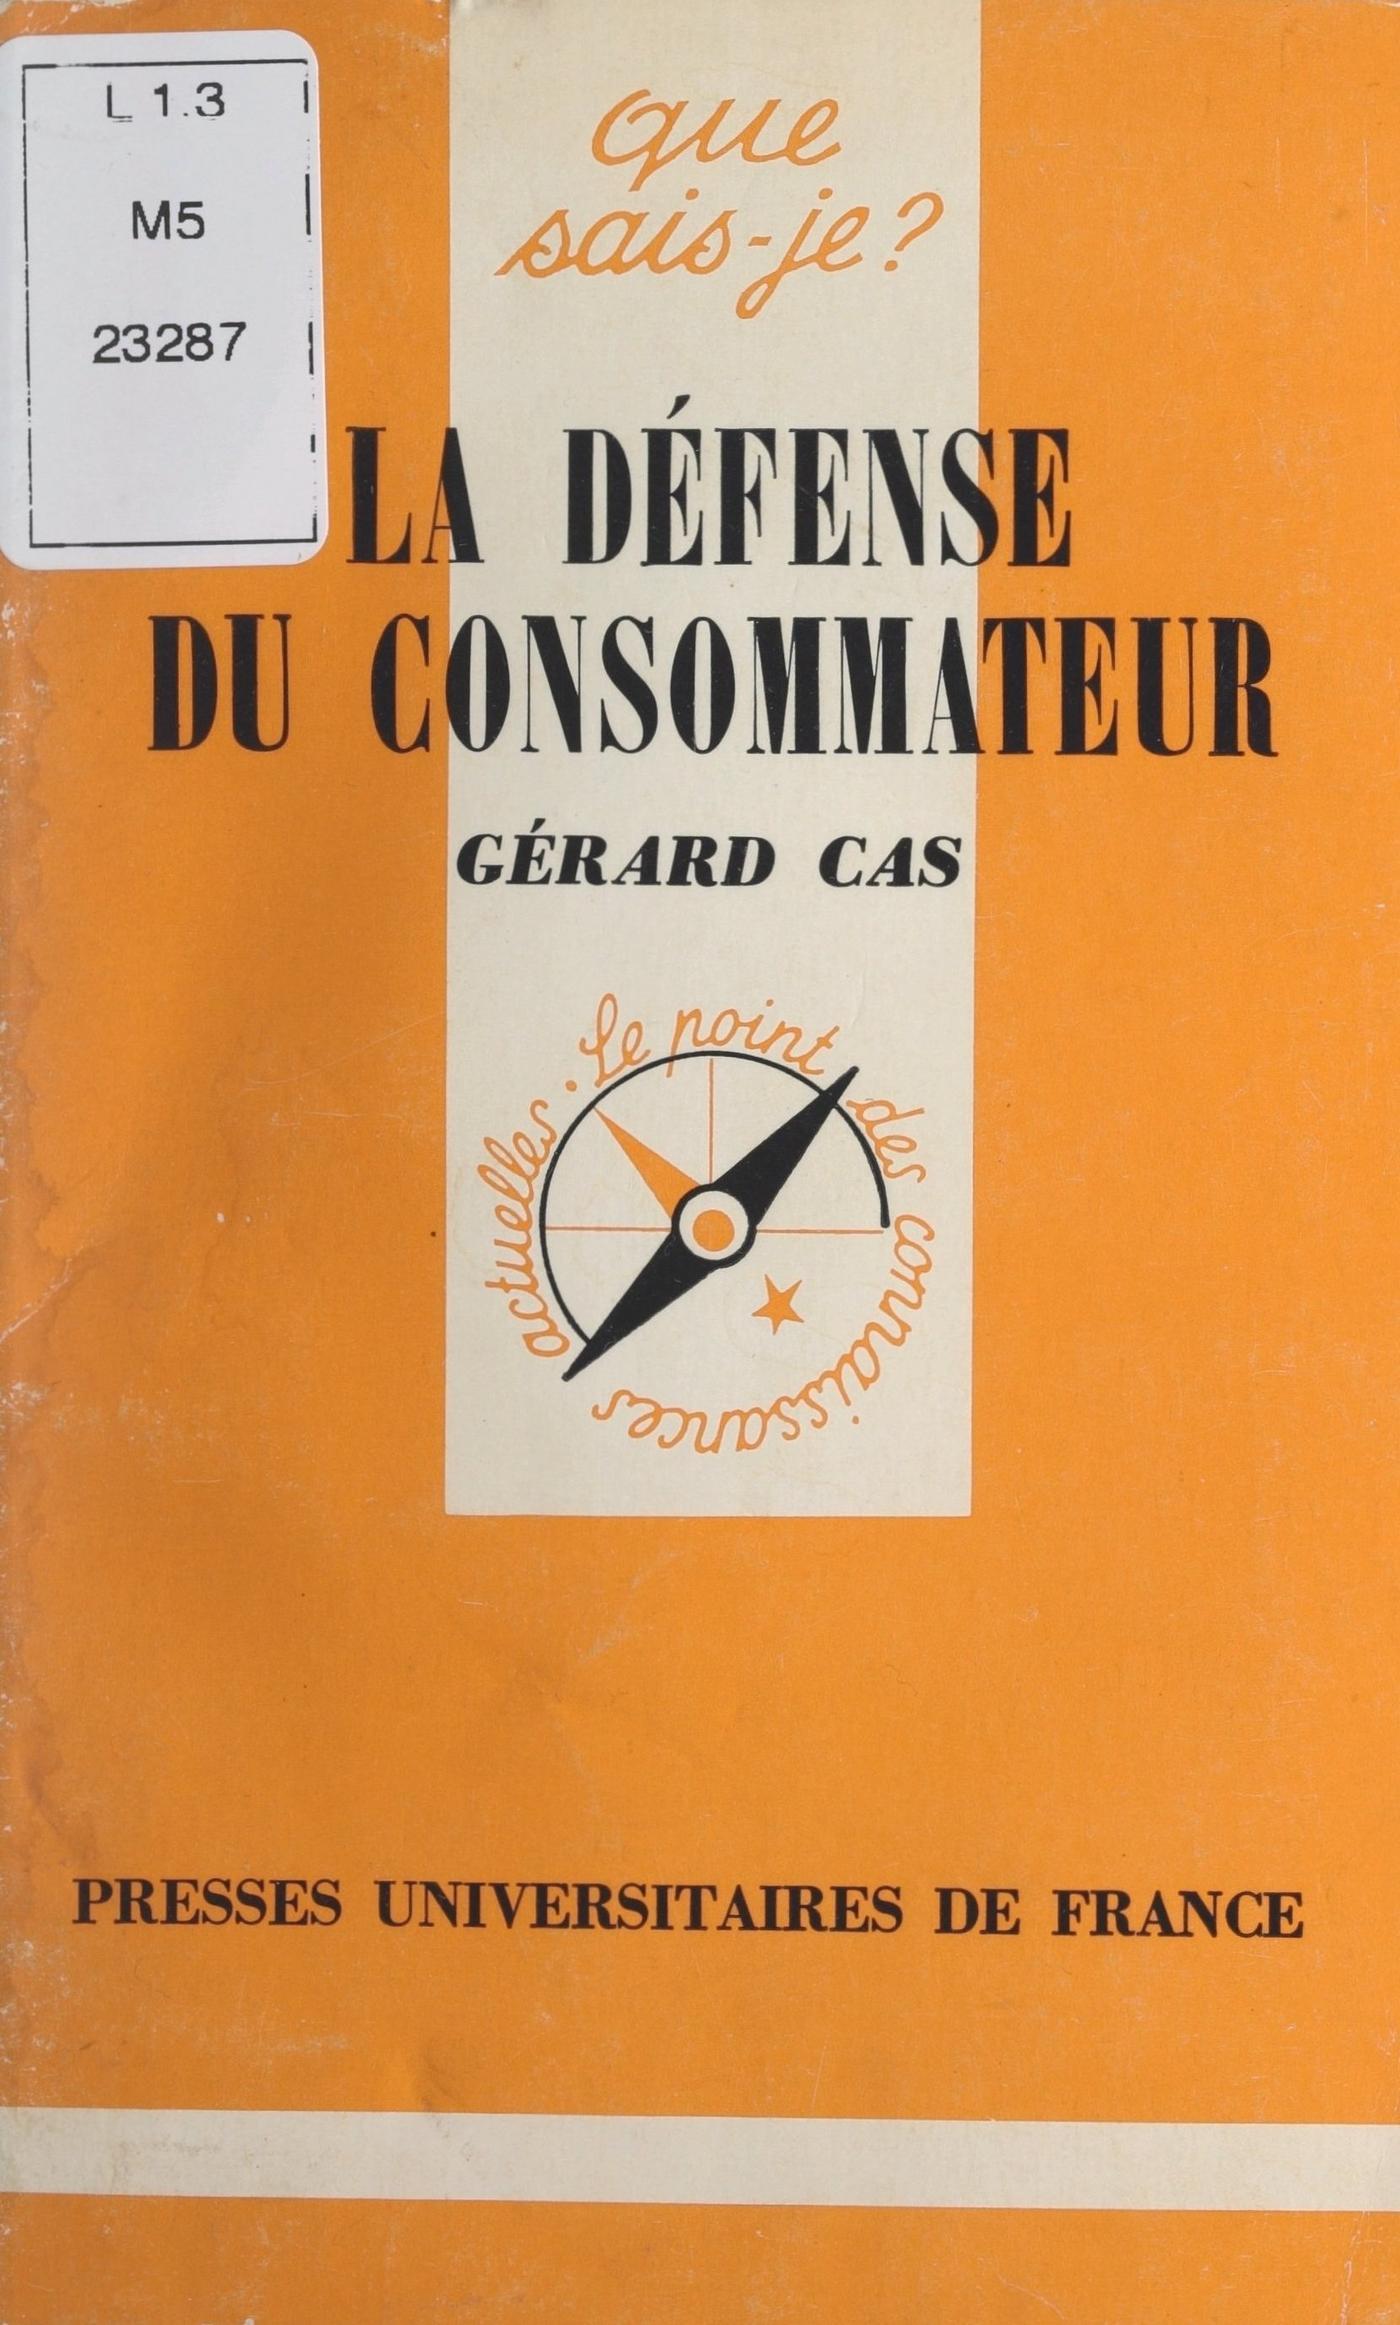 L 1.3
M5
23287
que
sais-je?
LA DÉFENSE
DU CONSOMMATEUR
GÉRARD CAS
Le point des connaissances actuelles.
PRESSES UNIVERSITAIRES DE FRANCE